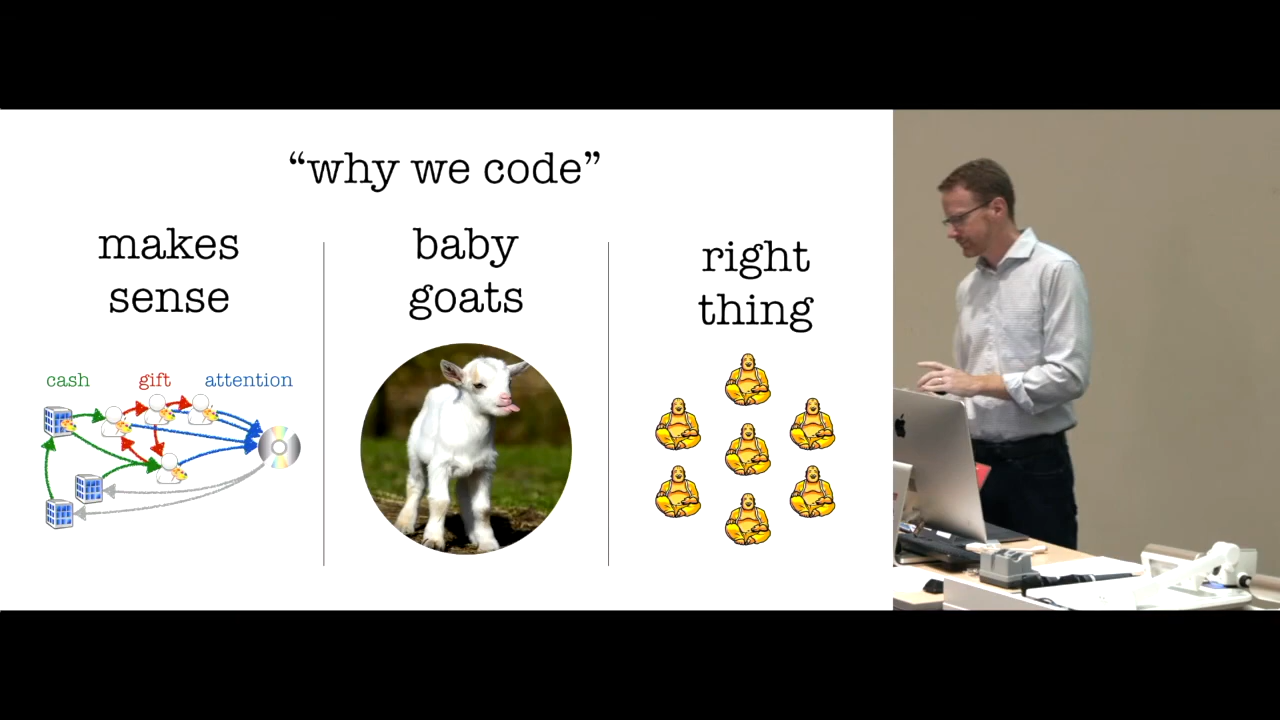 “why we code”
makes
sense
baby
goats
right
thing
cash gift attention